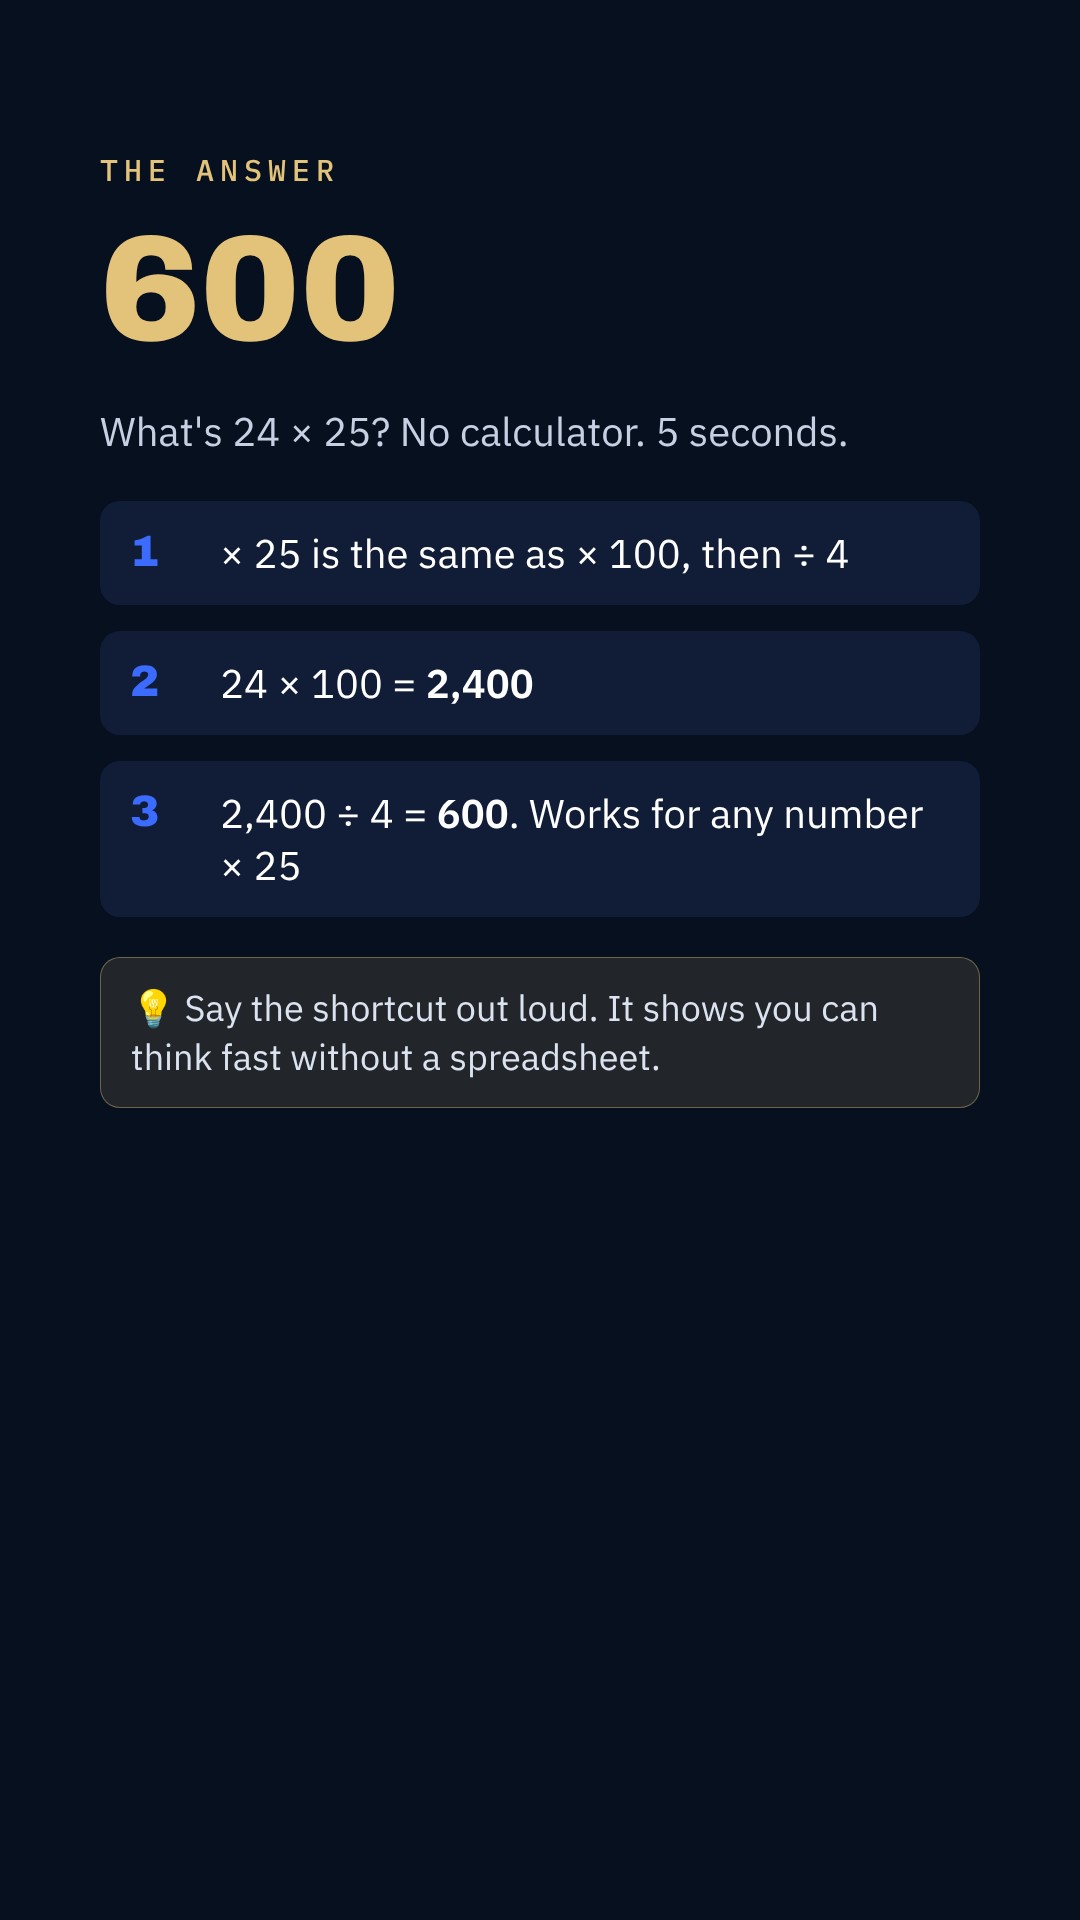 THE ANSWER
600
What's 24 × 25? No calculator. 5 seconds.
1 × 25 is the same as × 100, then ÷ 4
2 24 × 100 = 2,400
3 2,400 ÷ 4 = 600. Works for any number
× 25
💡 Say the shortcut out loud. It shows you can
think fast without a spreadsheet.